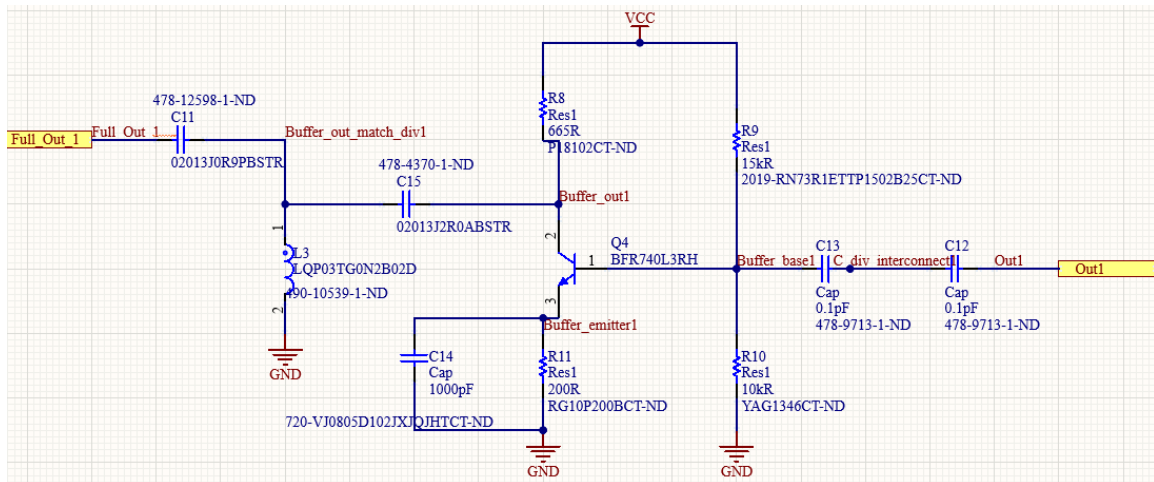 VCC
478-12598-1-ND
C11
Full_Out_1
Full_Out_1
02013J0R9PBSTR
Buffer_out_match_div1
R8
Res1
665R
P18102CT-ND
R9
Res1
15kR
2019-RN73R1ETTP1502B25CT-ND
478-4370-1-ND
C15
02013J2R0ABSTR
Buffer_out1
1
L3
LQP03TG0N2B02D
490-10539-1-ND
2
GND
2
Q4
BFR740L3RH
1
3
Buffer_base1
C13
Cap
0.1pF
478-9713-1-ND
C_div_interconnect1
C12
Cap
0.1pF
478-9713-1-ND
Out1
Out1
Buffer_emitter1
C14
Cap
1000pF
720-VJ0805D102JXJQJHTCT-ND
R11
Res1
200R
RG10P200BCT-ND
GND
R10
Res1
10kR
YAG1346CT-ND
GND